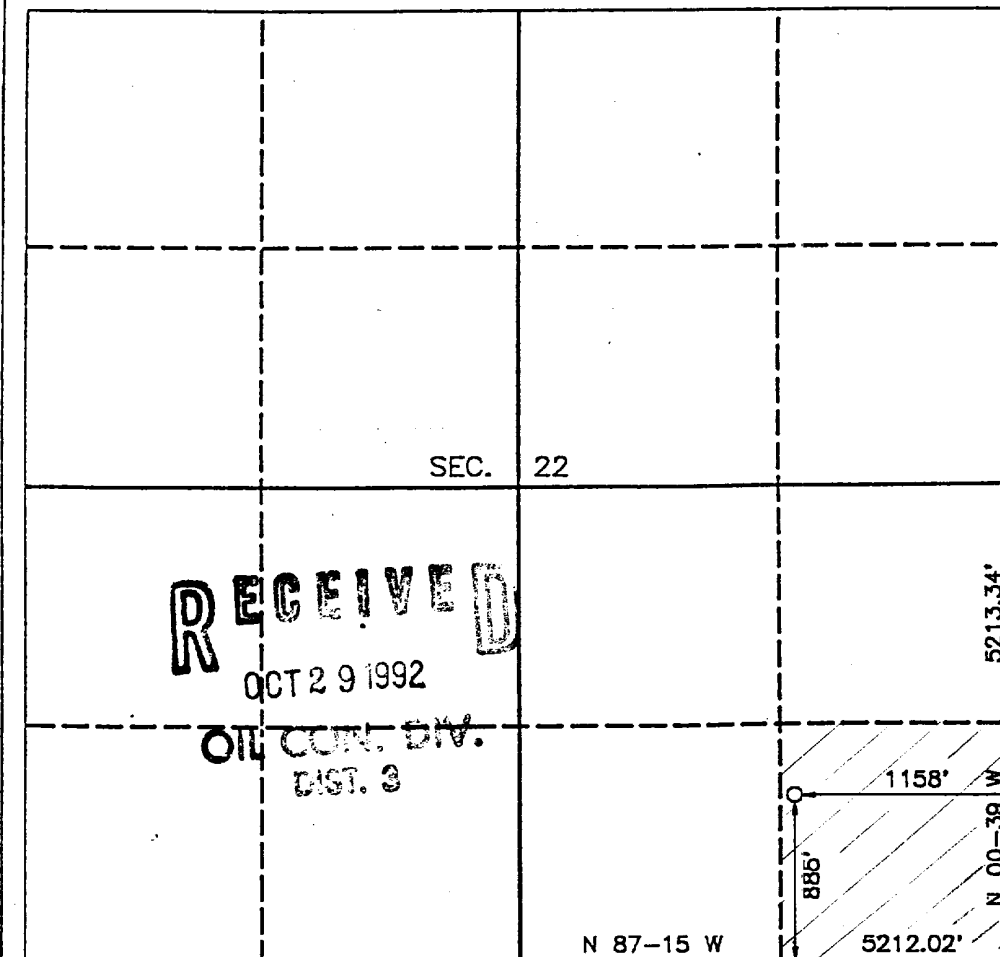 SEC. 22
5213.34'
RECEIVED
OCT 29 1992
OIL CON. DIV.
DIST. 3
1158'
N 00-39 W
885'
N 87-15 W
5212.02'